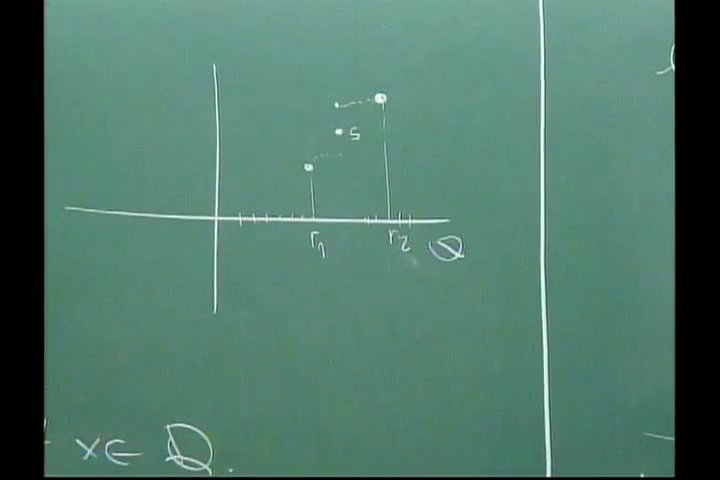 s
r₁ r₂ ℚ
x ∈ ℚ.